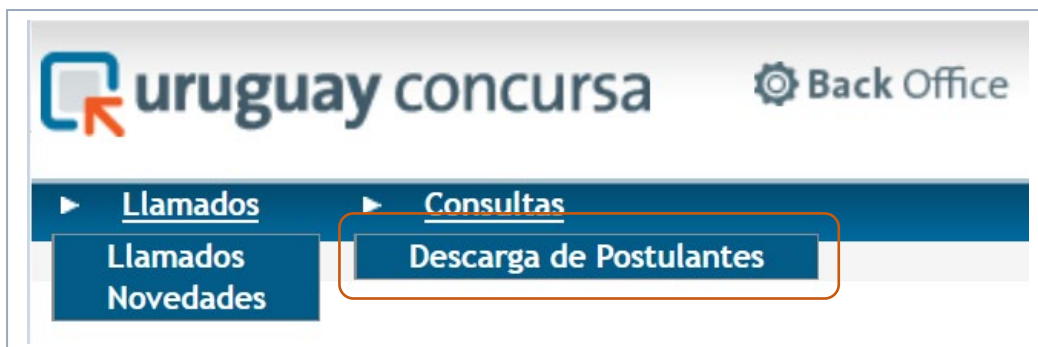 uruguay concursa Back Office
Llamados Consultas
Llamados Descarga de Postulantes
Novedades